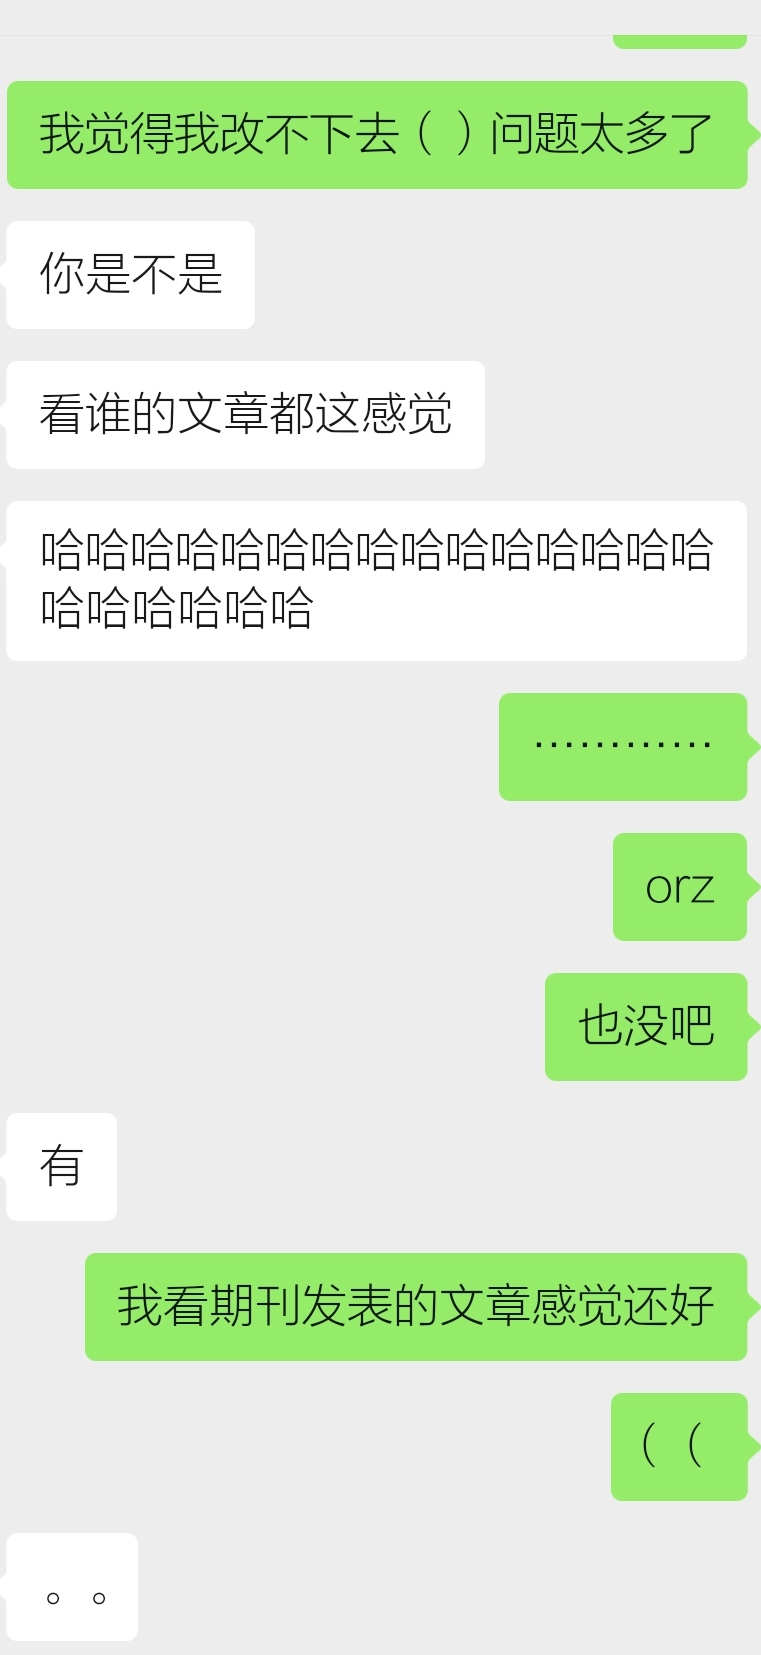 我觉得我改不下去（ ）问题太多了
你是不是
看谁的文章都这感觉
哈哈哈哈哈哈哈哈哈哈哈哈哈哈哈
哈哈哈哈哈哈
…………
orz
也没吧
有
我看期刊发表的文章感觉还好
（（
。。